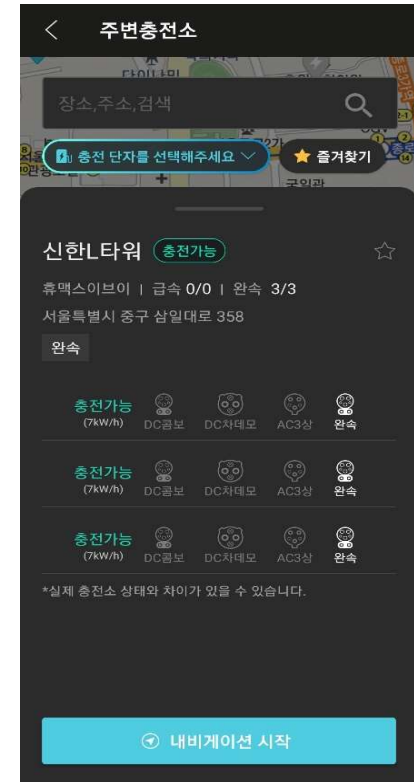 주변충전소
장소,주소,검색
충전 단자를 선택해주세요
즐겨찾기
국일관
신한L타워 충전가능
휴맥스이브이 | 급속 0/0 | 완속 3/3
서울특별시 중구 삼일대로 358
완속
충전가능
(7kW/h) DC콤보 DC차데모 AC3상 완속
충전가능
(7kW/h) DC콤보 DC차데모 AC3상 완속
충전가능
(7kW/h) DC콤보 DC차데모 AC3상 완속
*실제 충전소 상태와 차이가 있을 수 있습니다.
내비게이션 시작